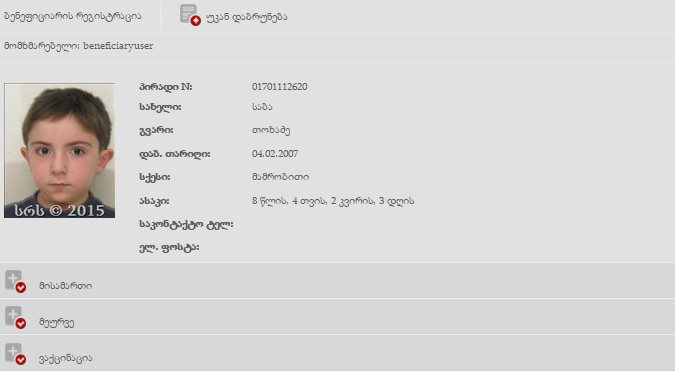 ბენეფიციარის რეგისტრაცია უკან დაბრუნება
მომხმარებელი: beneficiaryuser
პირადი N: 01701112620
სახელი: საბა
გვარი: თოხაძე
დაბ. თარიღი: 04.02.2007
სქესი: მამრობითი
ასაკი: 8 წლის, 4 თვის, 2 კვირის, 3 დღის
საკონტაქტო ტელ:
ელ. ფოსტა:
სრს © 2015
მისამართი
მეურვე
ვაქცინაცია